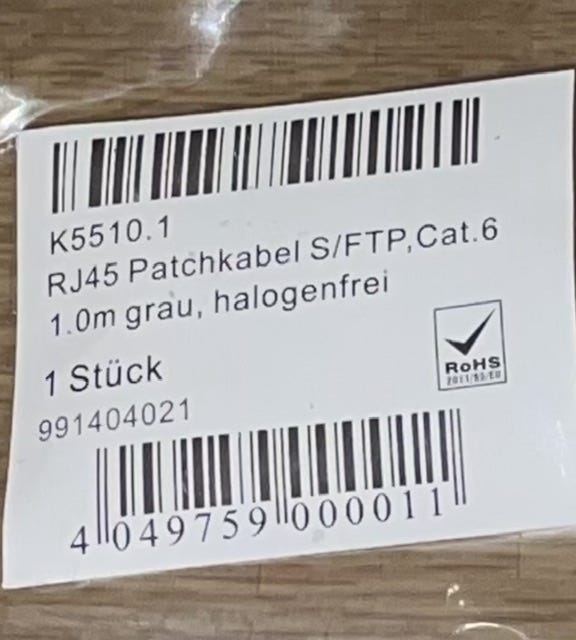 K5510.1
RJ45 Patchkabel S/FTP,Cat.6
1.0m grau, halogenfrei
RoHS
2011/65/EU
1 Stück
991404021
4 049759 000011